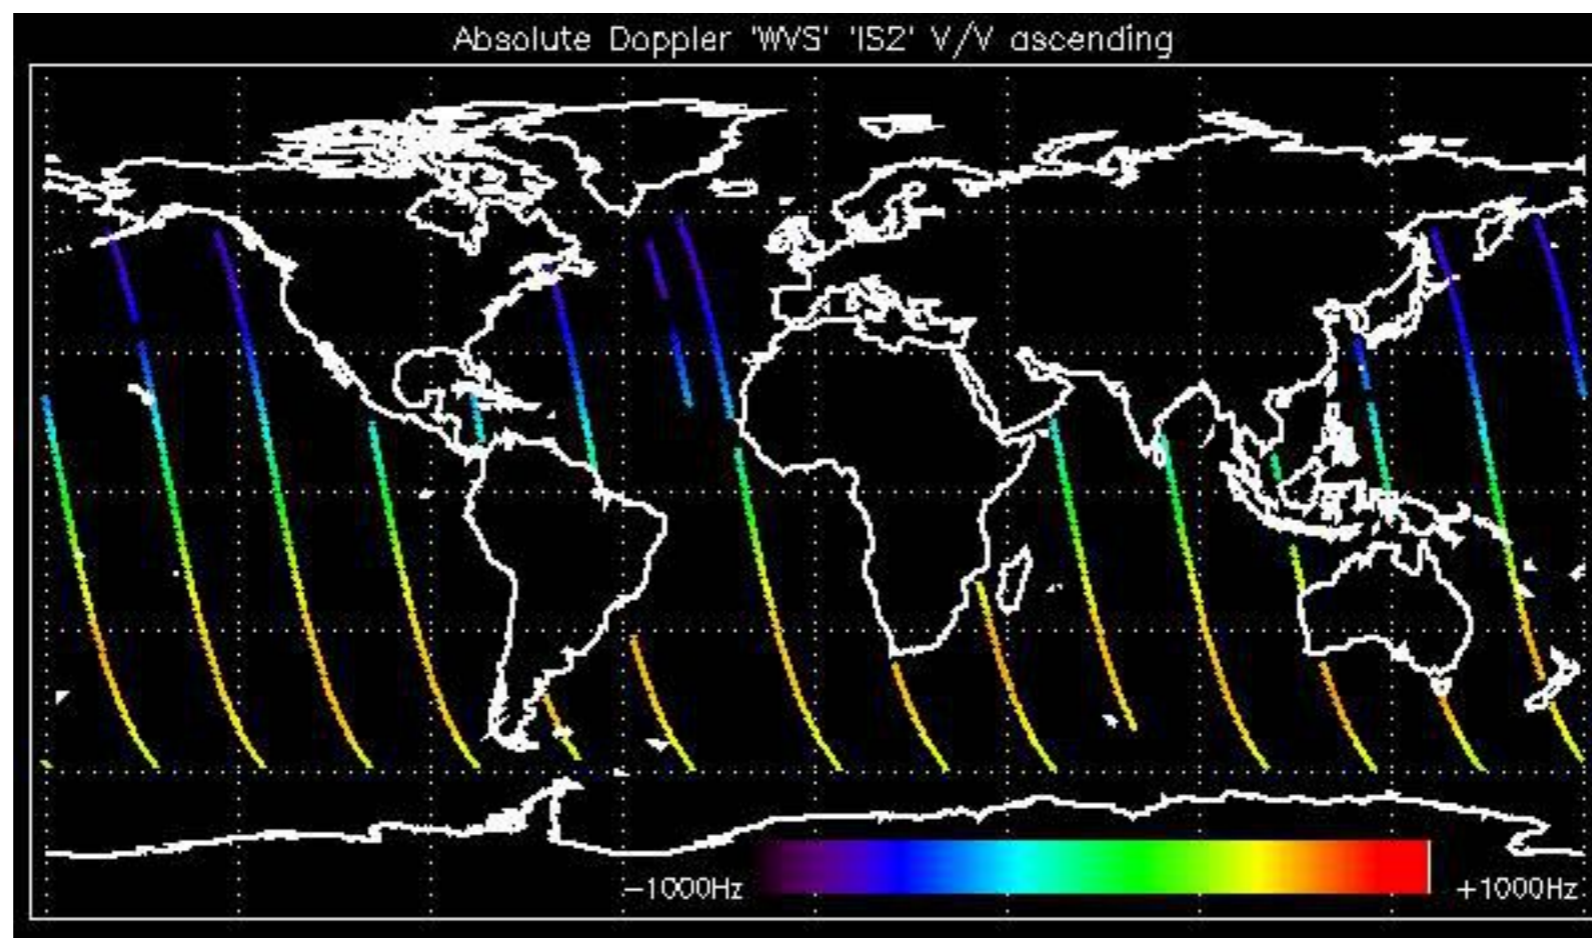 Absolute Doppler 'WVS' 'IS2' V/V ascending
-1000Hz +1000Hz